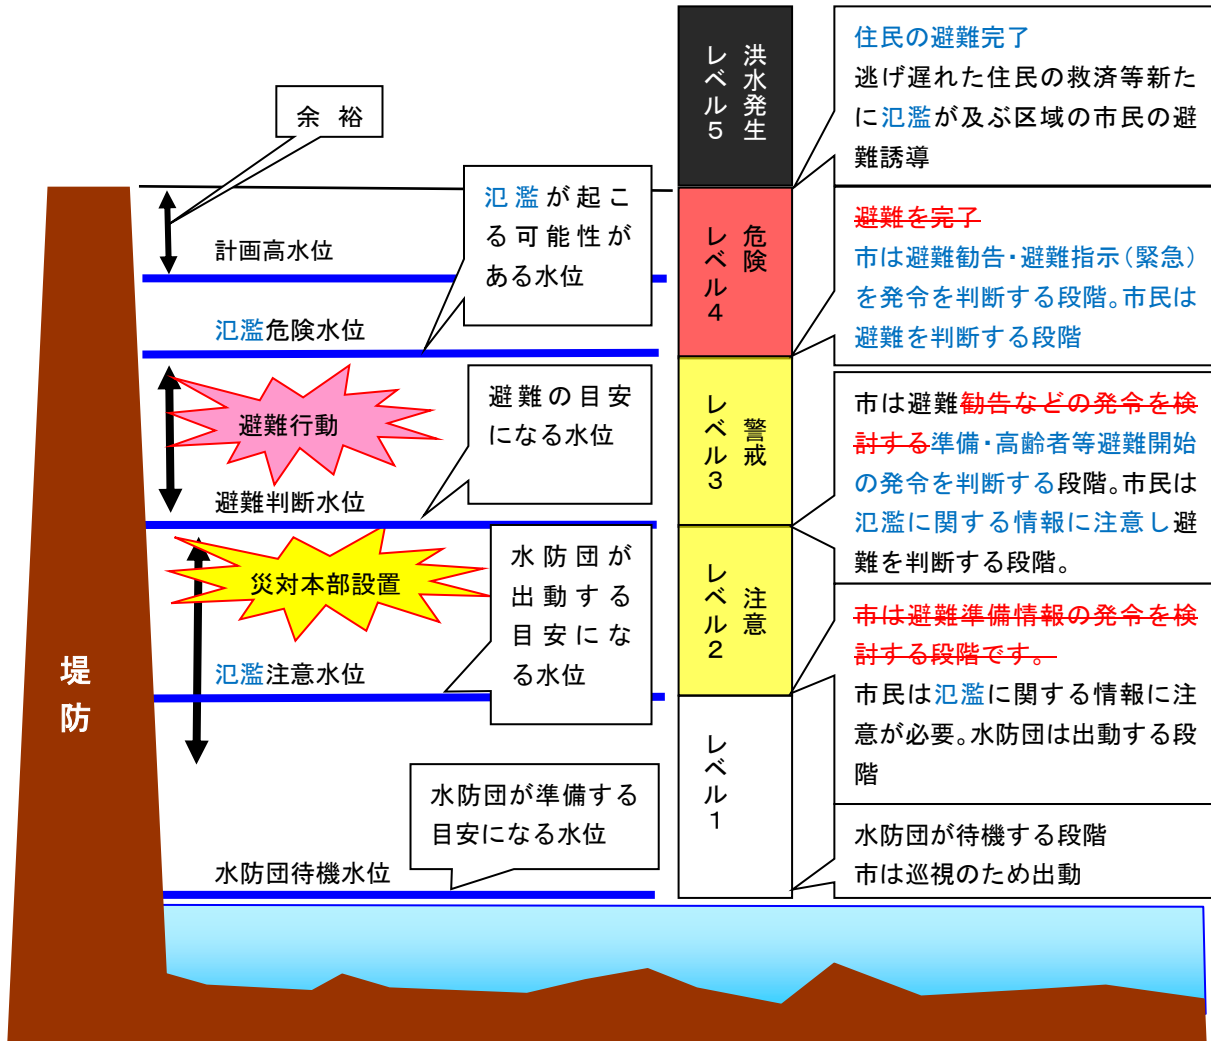 余 裕
計画高水位
氾濫が起こ
る可能性が
ある水位
氾濫危険水位
避難行動
避難の目安
になる水位
避難判断水位
災対本部設置
水防団が
出動する
目安にな
る水位
氾濫注意水位
水防団が準備する
目安になる水位
水防団待機水位
堤
防
洪水発生
レベル5
危険
レベル4
警戒
レベル3
注意
レベル2
レベル1
住民の避難完了
逃げ遅れた住民の救済等新た
に氾濫が及ぶ区域の市民の避
難誘導
避難を完了
市は避難勧告・避難指示(緊急)
を発令を判断する段階。市民は
避難を判断する段階
市は避難勧告などの発令を検
討する準備・高齢者等避難開始
の発令を判断する段階。市民は
氾濫に関する情報に注意し避
難を判断する段階。
市は避難準備情報の発令を検
討する段階です。
市民は氾濫に関する情報に注
意が必要。水防団は出動する段
階
水防団が待機する段階
市は巡視のため出動